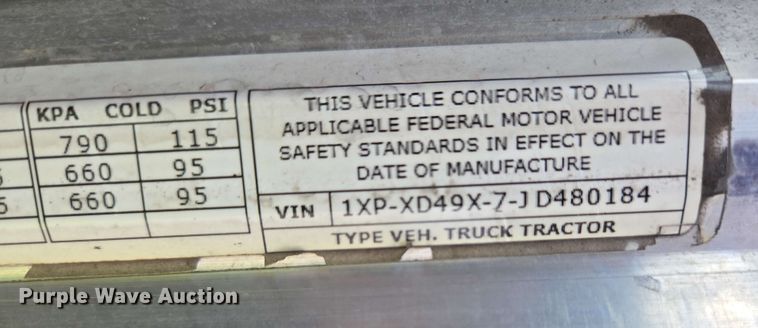 KPA COLD PSI
790 115
660 95
660 95
THIS VEHICLE CONFORMS TO ALL
APPLICABLE FEDERAL MOTOR VEHICLE
SAFETY STANDARDS IN EFFECT ON THE
DATE OF MANUFACTURE
VIN 1XP-XD49X-7-JD480184
TYPE VEH. TRUCK TRACTOR
Purple Wave Auction